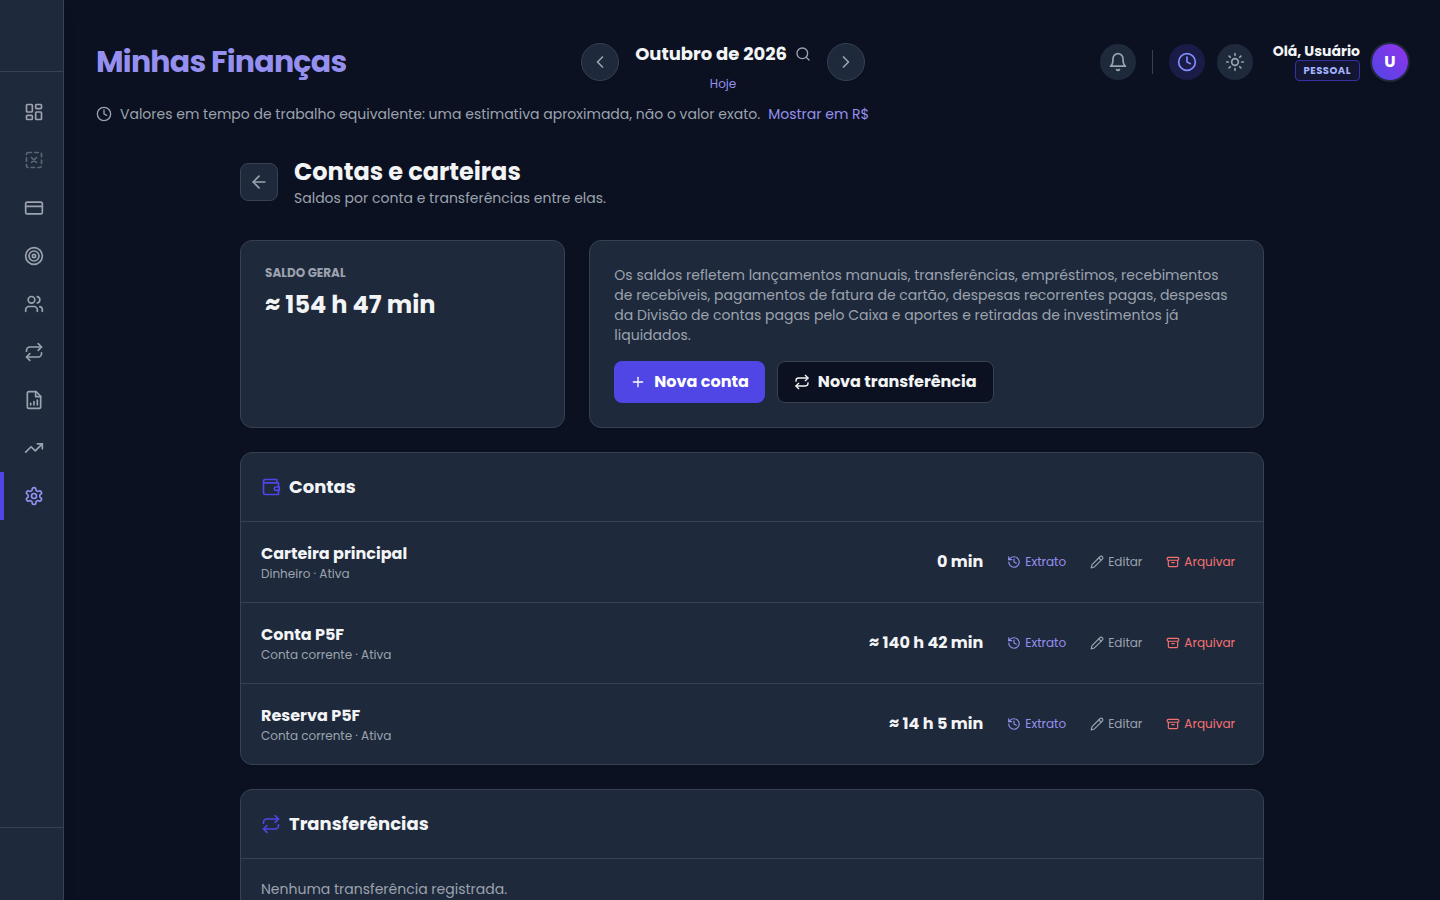 Minhas Finanças
Outubro de 2026
Hoje
Olá, Usuário
PESSOAL
U
Valores em tempo de trabalho equivalente: uma estimativa aproximada, não o valor exato. Mostrar em R$
Contas e carteiras
Saldos por conta e transferências entre elas.
SALDO GERAL
≈ 154 h 47 min
Os saldos refletem lançamentos manuais, transferências, empréstimos, recebimentos
de recebíveis, pagamentos de fatura de cartão, despesas recorrentes pagas, despesas
da Divisão de contas pagas pelo Caixa e aportes e retiradas de investimentos já
liquidados.
Nova conta
Nova transferência
Contas
Carteira principal
Dinheiro · Ativa
0 min Extrato Editar Arquivar
Conta P5F
Conta corrente · Ativa
≈ 140 h 42 min Extrato Editar Arquivar
Reserva P5F
Conta corrente · Ativa
≈ 14 h 5 min Extrato Editar Arquivar
Transferências
Nenhuma transferência registrada.